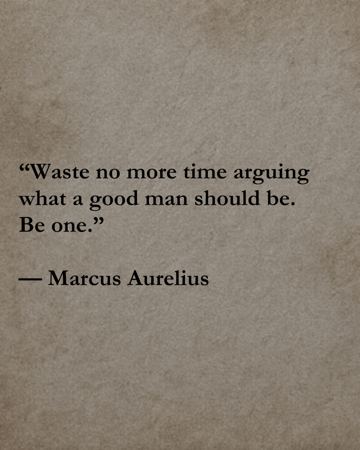 “Waste no more time arguing
what a good man should be.
Be one.”
— Marcus Aurelius